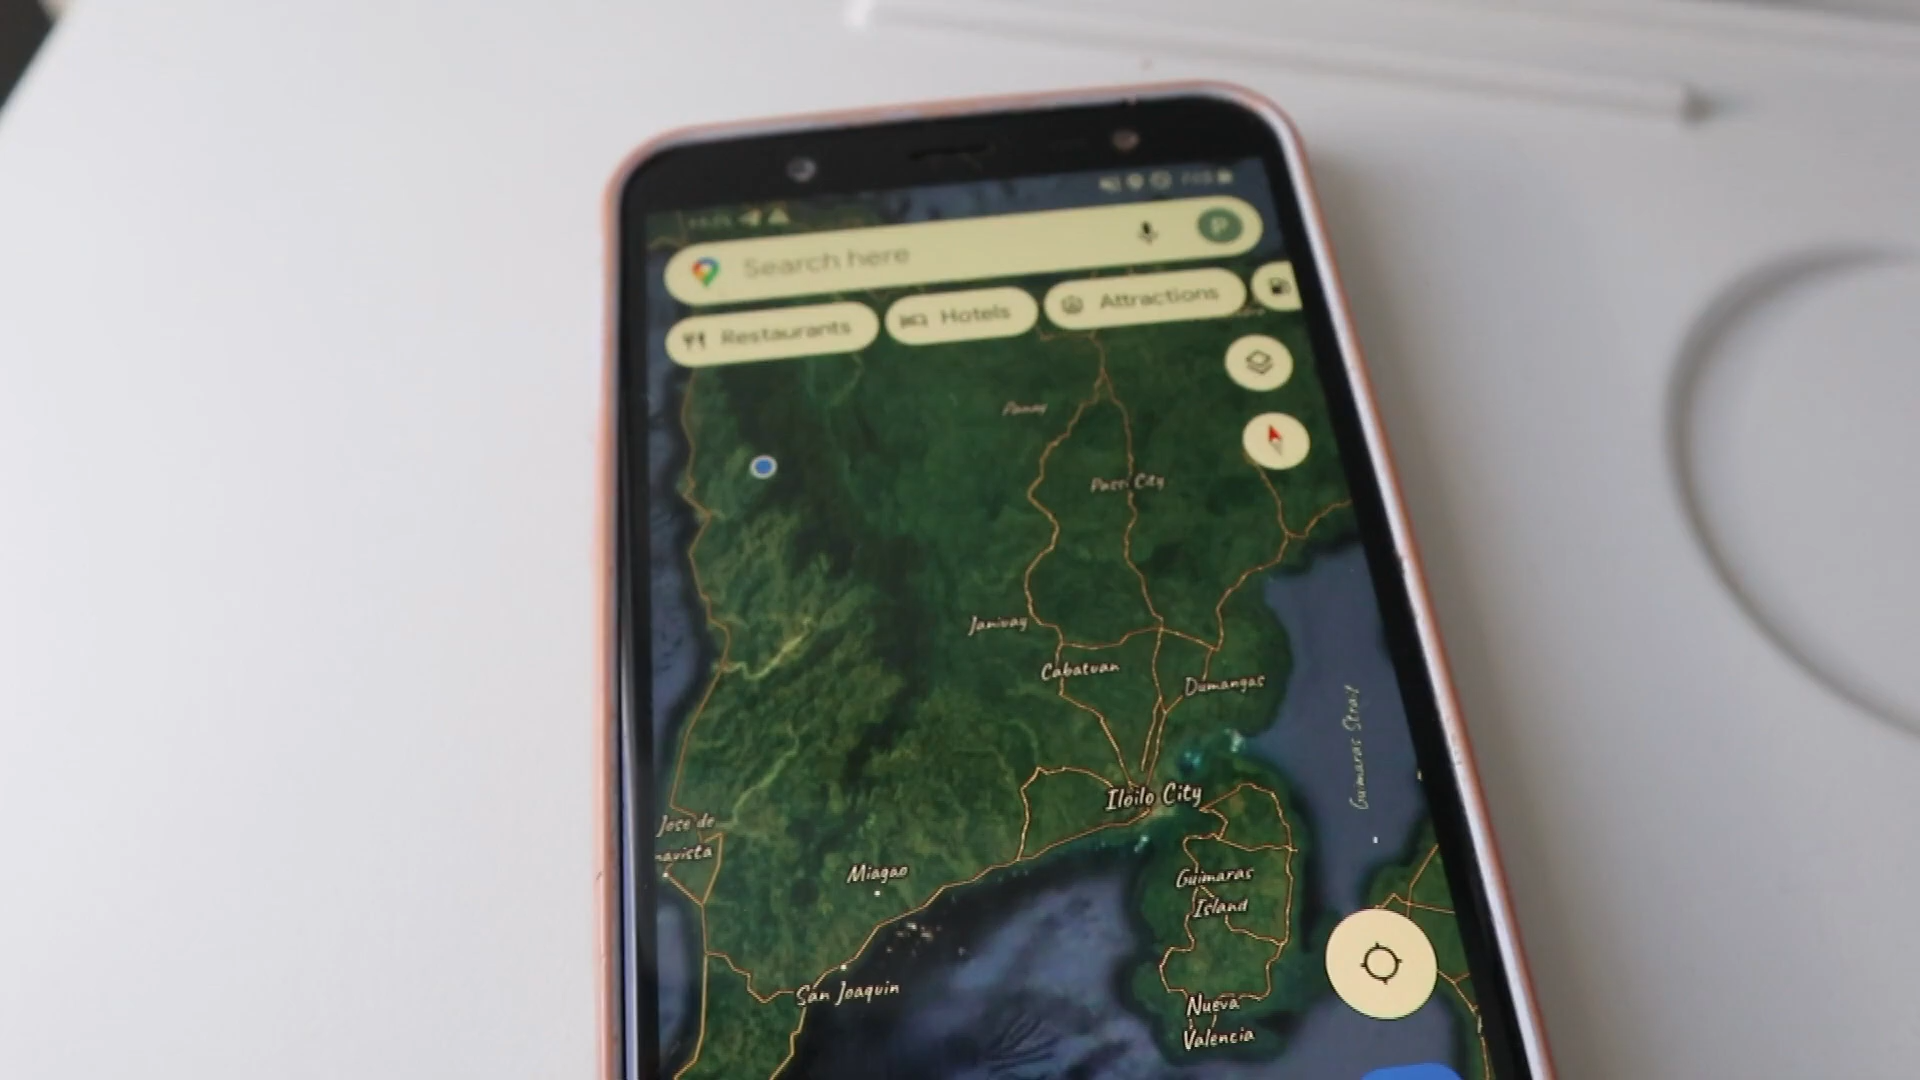 Search here
P
Restaurants
Hotels
Attractions
Panay
Passi City
Janiuay
Cabatuan
Dumangas
Guimaras Strait
Iloilo City
Jose de
navista
Miagao
Guimaras
Island
San Joaquin
Nueva
Valencia